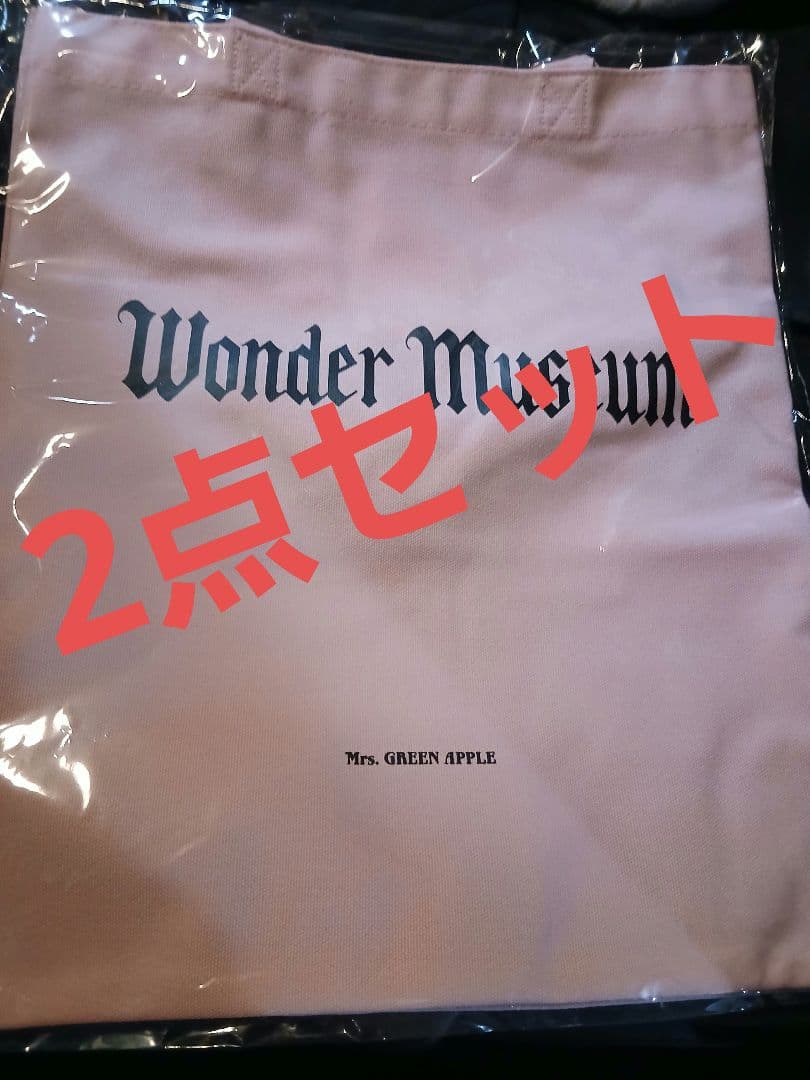 Wonder Museum
2点セット
Mrs. GREEN APPLE